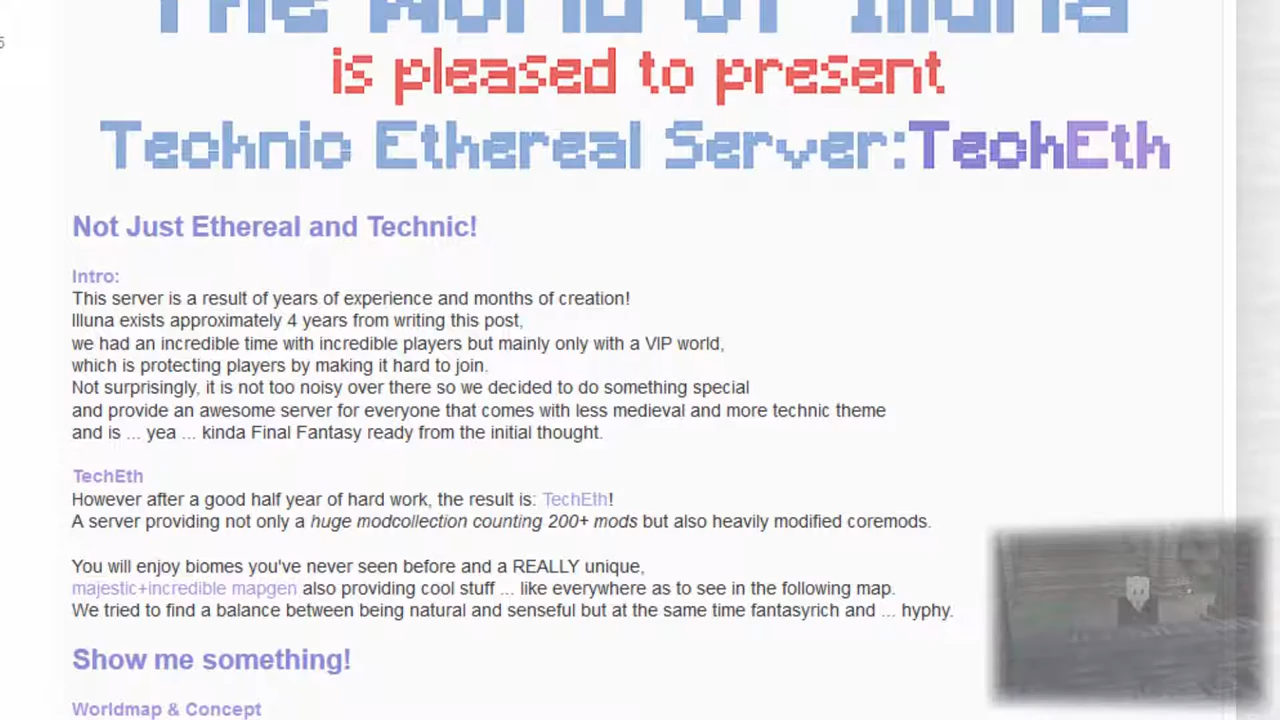 The World of Illuna
is pleased to present
Technic Ethereal Server:TechEth
Not Just Ethereal and Technic!
Intro:
This server is a result of years of experience and months of creation!
Illuna exists approximately 4 years from writing this post,
we had an incredible time with incredible players but mainly only with a VIP world,
which is protecting players by making it hard to join.
Not surprisingly, it is not too noisy over there so we decided to do something special
and provide an awesome server for everyone that comes with less medieval and more technic theme
and is ... yea ... kinda Final Fantasy ready from the initial thought.
TechEth
However after a good half year of hard work, the result is: TechEth!
A server providing not only a huge modcollection counting 200+ mods but also heavily modified coremods.
You will enjoy biomes you've never seen before and a REALLY unique,
majestic+incredible mapgen also providing cool stuff ... like everywhere as to see in the following map.
We tried to find a balance between being natural and senseful but at the same time fantasyrich and ... hyphy.
Show me something!
Worldmap & Concept